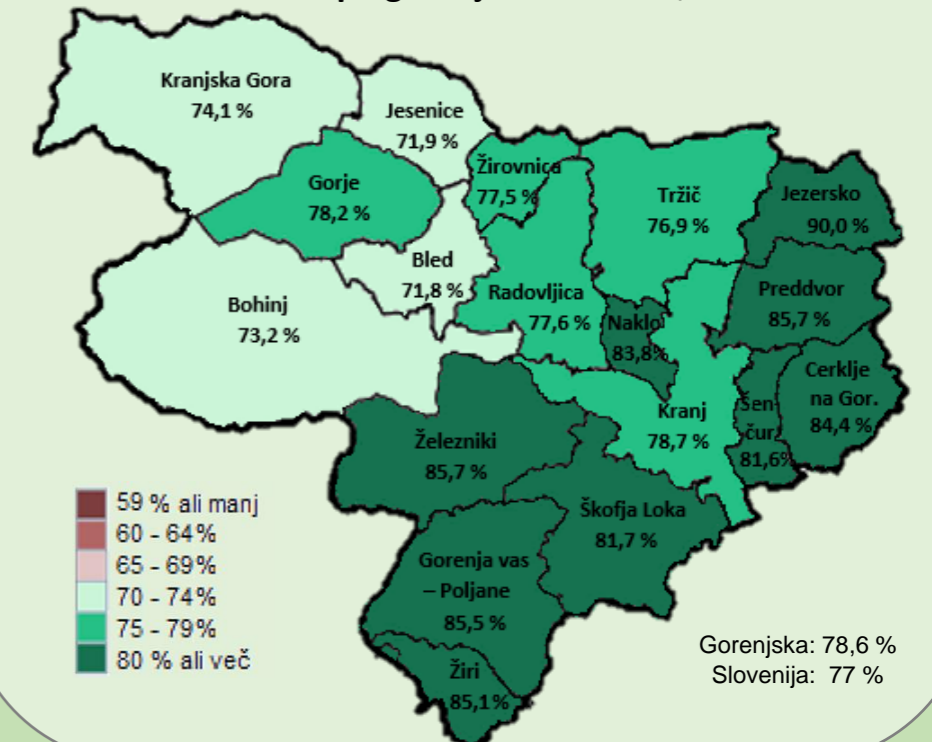 Kranjska Gora
74,1 %
Jesenice
71,9 %
Žirovnica
77,5 %
Gorje
78,2 %
Tržič
76,9 %
Jezersko
90,0 %
Bled
71,8 %
Bohinj
73,2 %
Radovljica
77,6 %
Naklo
83,8%
Preddvor
85,7 %
Cerklje
na Gor.
84,4 %
Kranj
78,7 %
Šen-
čur
81,6%
Železniki
85,7 %
Škofja Loka
81,7 %
Gorenja vas
– Poljane
85,5 %
Žiri
85,1%
59 % ali manj
60 - 64%
65 - 69%
70 - 74%
75 - 79%
80 % ali več
Gorenjska: 78,6 %
Slovenija: 77 %